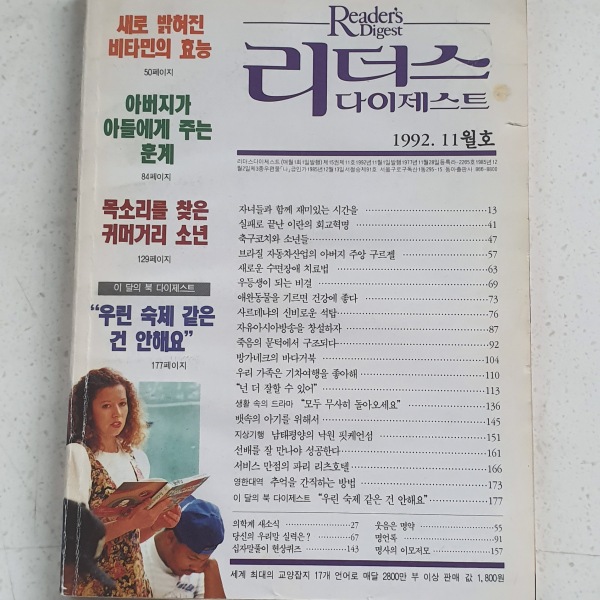 Reader's
Digest
리더스
다이제스트
1992. 11월호
새로 밝혀진
비타민의 효능
50페이지
아버지가
아들에게 주는
훈계
84페이지
목소리를 찾은
귀머거리 소년
129페이지
이 달의 북 다이제스트
“우린 숙제 같은
건 안해요”
177페이지
자녀들과 함께 재미있는 시간을 13
실패로 끝난 이란의 회교혁명 41
축구코치와 소년들 47
브라질 자동차산업의 아버지 주앙 구르젤 57
새로운 수면장애 치료법 63
우등생이 되는 비결 69
애완동물을 기르면 건강에 좋다 73
사르데냐의 신비로운 석탑 76
자유아시아방송을 창설하자 87
죽음의 문턱에서 구조되다 92
방가네크의 바다거북 104
우리 가족은 기차여행을 좋아해 110
“넌 더 잘할 수 있어” 113
생활 속의 드라마 “모두 무사히 돌아오세요” 136
뱃속의 아기를 위해서 145
지상기행 남태평양의 낙원 핏케언섬 151
선배를 잘 만나야 성공한다 161
서비스 만점의 파리 리츠호텔 166
영한대역 추억을 간직하는 방법 173
이 달의 북 다이제스트 “우린 숙제 같은 건 안해요” 177
의학계 새소식 27 웃음은 명약 55
당신의 우리말 실력은? 67 명언록 91
십자말풀이 현상퀴즈 143 명사의 이모저모 157
세계 최대의 교양잡지 17개 언어로 매달 2800만 부 이상 판매 값 1,800원